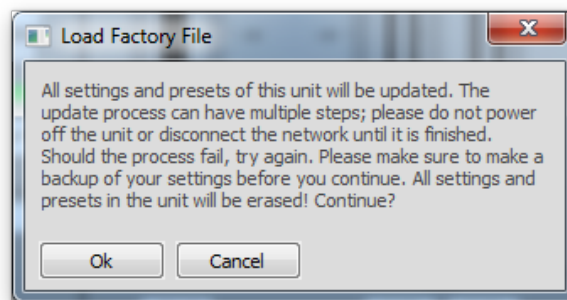 Load Factory File
All settings and presets of this unit will be updated. The
update process can have multiple steps; please do not power
off the unit or disconnect the network until it is finished.
Should the process fail, try again. Please make sure to make a
backup of your settings before you continue. All settings and
presets in the unit will be erased! Continue?
Ok Cancel